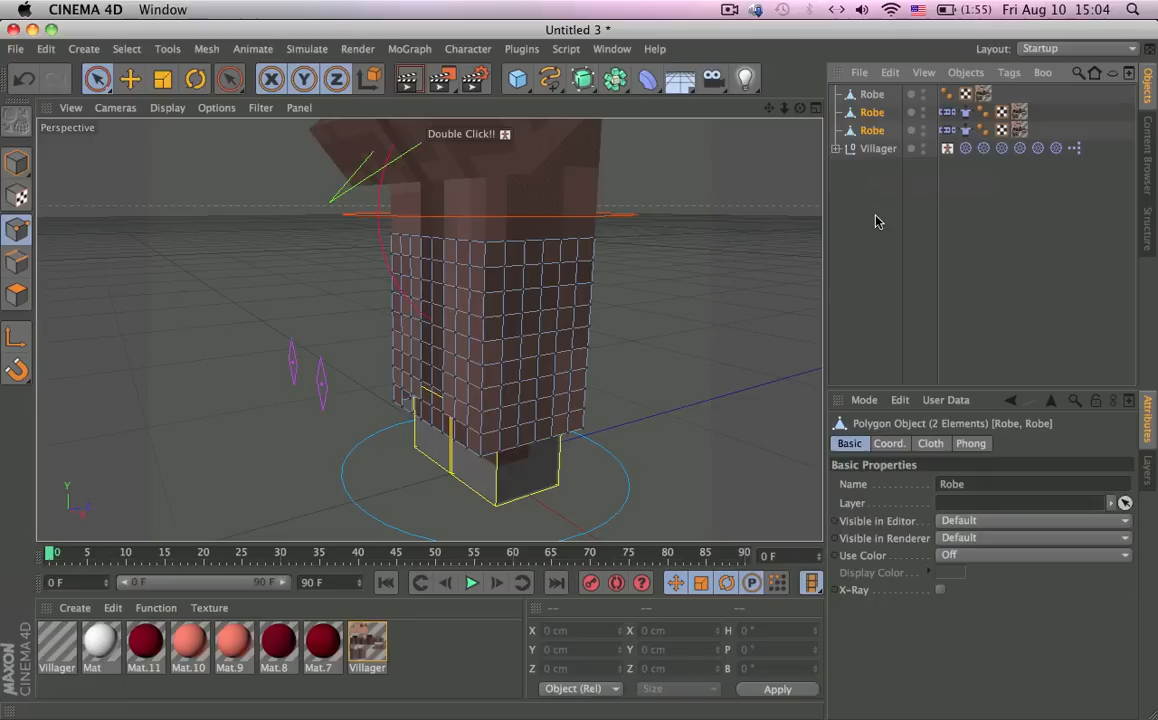 CINEMA 4D Window (1:55) Fri Aug 10 15:04
Untitled 3 *
File Edit Create Select Tools Mesh Animate Simulate Render MoGraph Character Plugins Script Window Help Layout: Startup
X Y Z
File Edit View Objects Tags Boo
View Cameras Display Options Filter Panel
Perspective
Double Click!!
Robe
Robe
Robe
Villager
Objects
Content Browser
Structure
Mode Edit User Data
Polygon Object (2 Elements) [Robe, Robe]
Basic Coord. Cloth Phong
Basic Properties
Name Robe
Layer
Visible in Editor Default
Visible in Renderer Default
Use Color Off
Display Color
X-Ray
Attributes
Layers
Y
0 5 10 15 20 25 30 35 40 45 50 55 60 65 70 75 80 85 90 0 F
0 F 0 F 90 F 90 F
P
Create Edit Function Texture
Villager Mat Mat.11 Mat.10 Mat.9 Mat.8 Mat.7 Villager
-- -- --
X 0 cm X 0 cm H 0 °
Y 0 cm Y 0 cm P 0 °
Z 0 cm Z 0 cm B 0 °
Object (Rel) Size Apply
MAXON CINEMA 4D